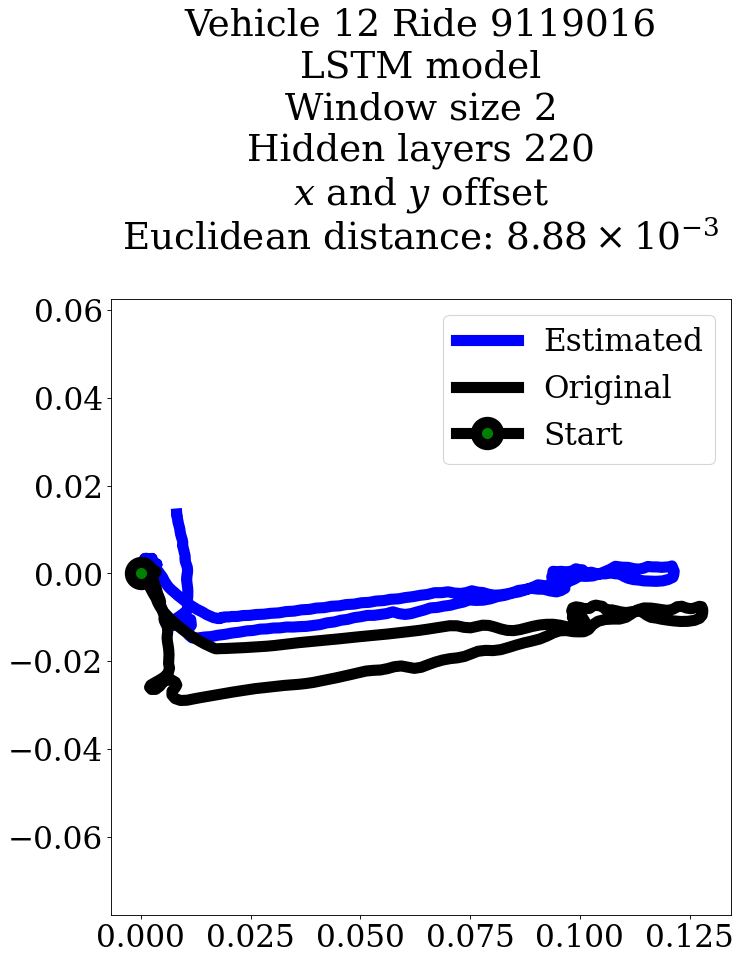 Vehicle 12 Ride 9119016
LSTM model
Window size 2
Hidden layers 220
x and y offset
Euclidean distance: 8.88 × 10⁻³
0.06
0.04
0.02
0.00
−0.02
−0.04
−0.06
Estimated
Original
Start
0.000 0.025 0.050 0.075 0.100 0.125